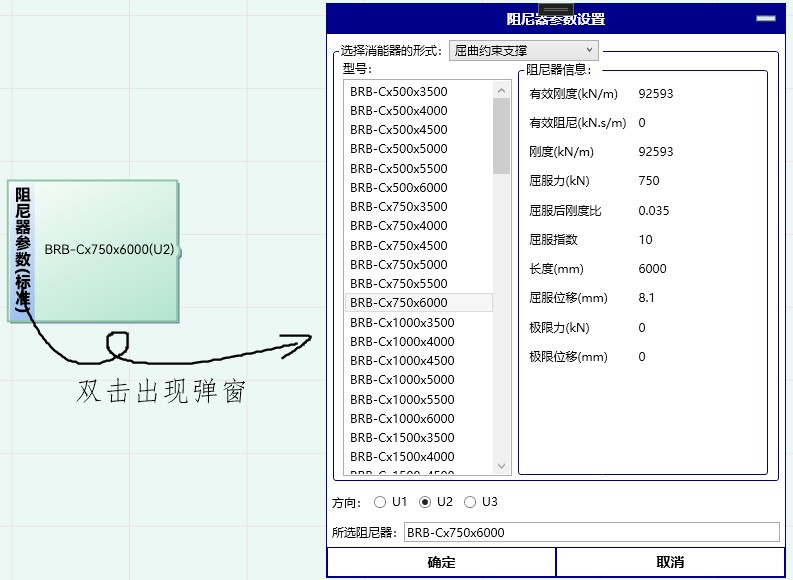 阻尼器参数(标准)
BRB-Cx750x6000(U2)
双击出现弹窗
阻尼器参数设置
选择消能器的形式: 屈曲约束支撑
型号:
BRB-Cx500x3500
BRB-Cx500x4000
BRB-Cx500x4500
BRB-Cx500x5000
BRB-Cx500x5500
BRB-Cx500x6000
BRB-Cx750x3500
BRB-Cx750x4000
BRB-Cx750x4500
BRB-Cx750x5000
BRB-Cx750x5500
BRB-Cx750x6000
BRB-Cx1000x3500
BRB-Cx1000x4000
BRB-Cx1000x4500
BRB-Cx1000x5000
BRB-Cx1000x5500
BRB-Cx1000x6000
BRB-Cx1500x3500
BRB-Cx1500x4000
BRB-Cx1500x4500
阻尼器信息:
有效刚度(kN/m) 92593
有效阻尼(kN.s/m) 0
刚度(kN/m) 92593
屈服力(kN) 750
屈服后刚度比 0.035
屈服指数 10
长度(mm) 6000
屈服位移(mm) 8.1
极限力(kN) 0
极限位移(mm) 0
方向: U1 U2 U3
所选阻尼器: BRB-Cx750x6000
确定 取消